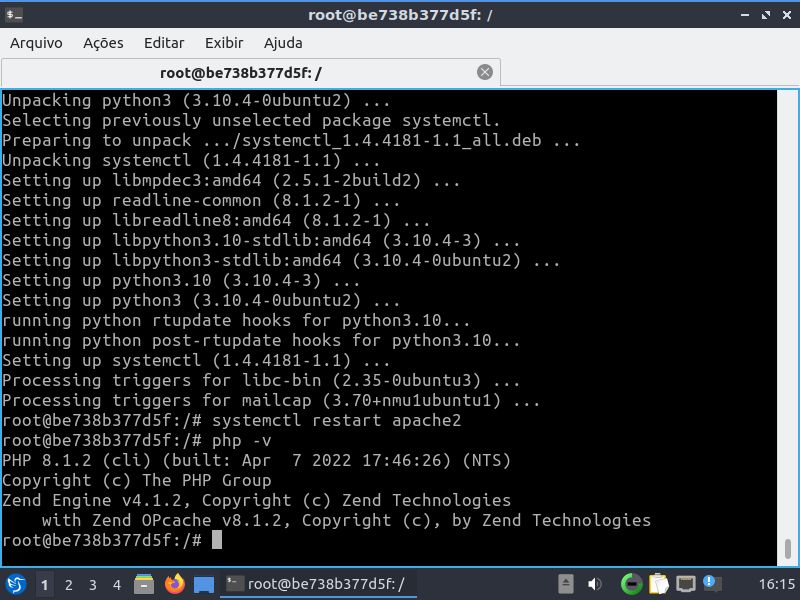 root@be738b377d5f: /
Arquivo Ações Editar Exibir Ajuda
root@be738b377d5f: /
Unpacking python3 (3.10.4-0ubuntu2) ...
Selecting previously unselected package systemctl.
Preparing to unpack .../systemctl_1.4.4181-1.1_all.deb ...
Unpacking systemctl (1.4.4181-1.1) ...
Setting up libmpdec3:amd64 (2.5.1-2build2) ...
Setting up readline-common (8.1.2-1) ...
Setting up libreadline8:amd64 (8.1.2-1) ...
Setting up libpython3.10-stdlib:amd64 (3.10.4-3) ...
Setting up libpython3-stdlib:amd64 (3.10.4-0ubuntu2) ...
Setting up python3.10 (3.10.4-3) ...
Setting up python3 (3.10.4-0ubuntu2) ...
running python rtupdate hooks for python3.10...
running python post-rtupdate hooks for python3.10...
Setting up systemctl (1.4.4181-1.1) ...
Processing triggers for libc-bin (2.35-0ubuntu3) ...
Processing triggers for mailcap (3.70+nmu1ubuntu1) ...
root@be738b377d5f:/# systemctl restart apache2
root@be738b377d5f:/# php -v
PHP 8.1.2 (cli) (built: Apr  7 2022 17:46:26) (NTS)
Copyright (c) The PHP Group
Zend Engine v4.1.2, Copyright (c) Zend Technologies
    with Zend OPcache v8.1.2, Copyright (c), by Zend Technologies
root@be738b377d5f:/#
1 2 3 4 root@be738b377d5f: / 16:15